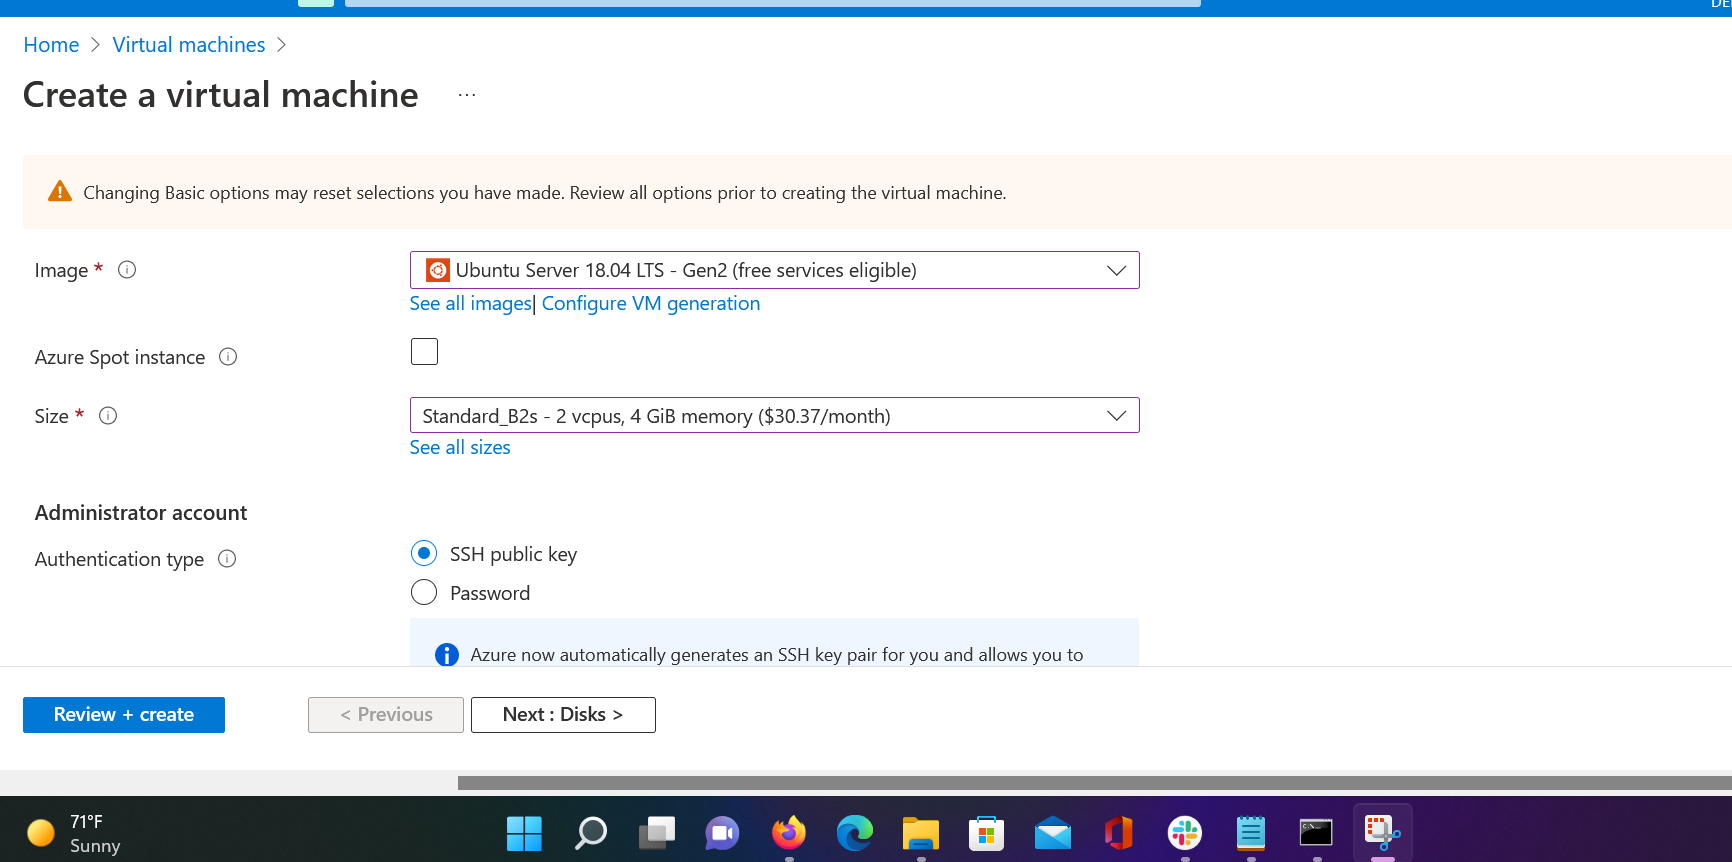 Home > Virtual machines >
Create a virtual machine ...
Changing Basic options may reset selections you have made. Review all options prior to creating the virtual machine.
Image *
Ubuntu Server 18.04 LTS - Gen2 (free services eligible)
See all images| Configure VM generation
Azure Spot instance
Size *
Standard_B2s - 2 vcpus, 4 GiB memory ($30.37/month)
See all sizes
Administrator account
Authentication type
SSH public key
Password
Azure now automatically generates an SSH key pair for you and allows you to
Review + create
< Previous
Next : Disks >
71°F
Sunny